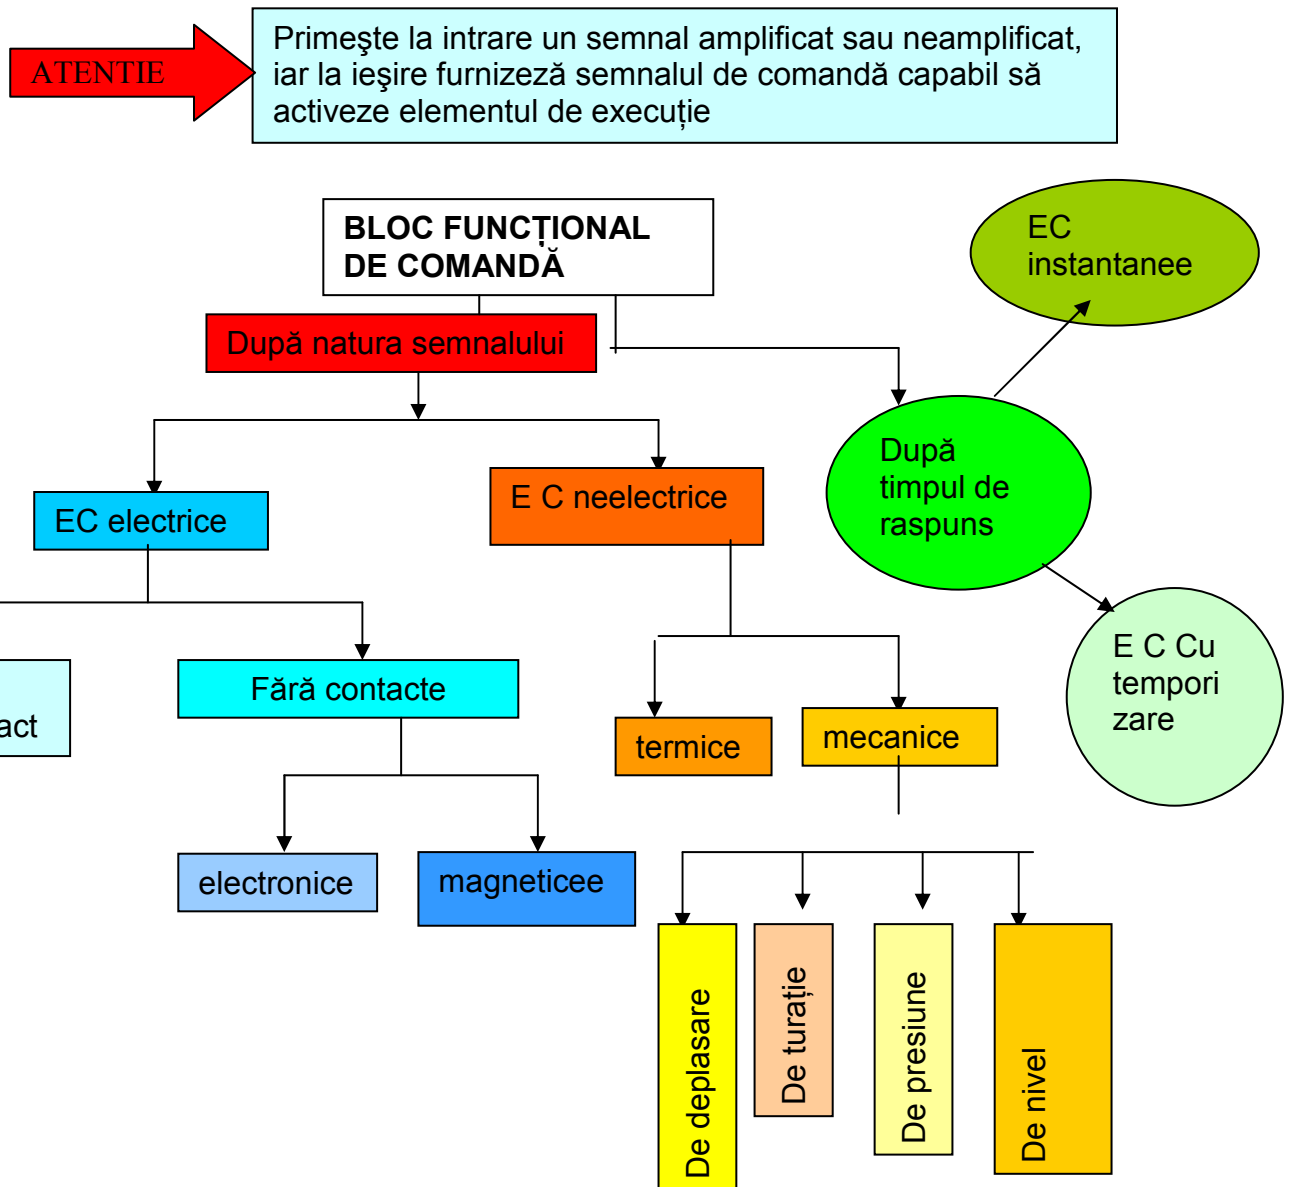 ATENTIE
Primeşte la intrare un semnal amplificat sau neamplificat,
iar la ieşire furnizeză semnalul de comandă capabil să
activeze elementul de execuție
BLOC FUNCȚIONAL
DE COMANDĂ
EC
instantanee
După natura semnalului
După
timpul de
raspuns
EC electrice
E C neelectrice
E C Cu
tempori
zare
act
Fără contacte
termice
mecanice
electronice
magneticee
De deplasare
De turație
De presiune
De nivel